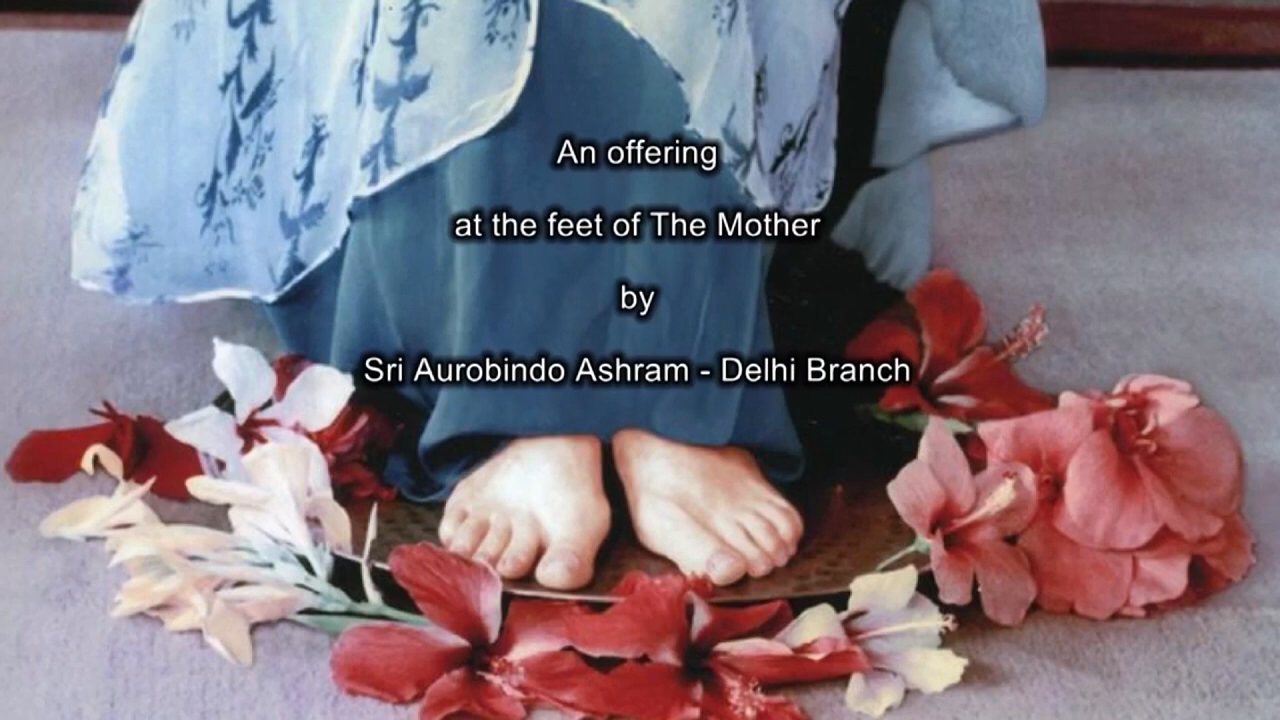 An offering
at the feet of The Mother
by
Sri Aurobindo Ashram - Delhi Branch